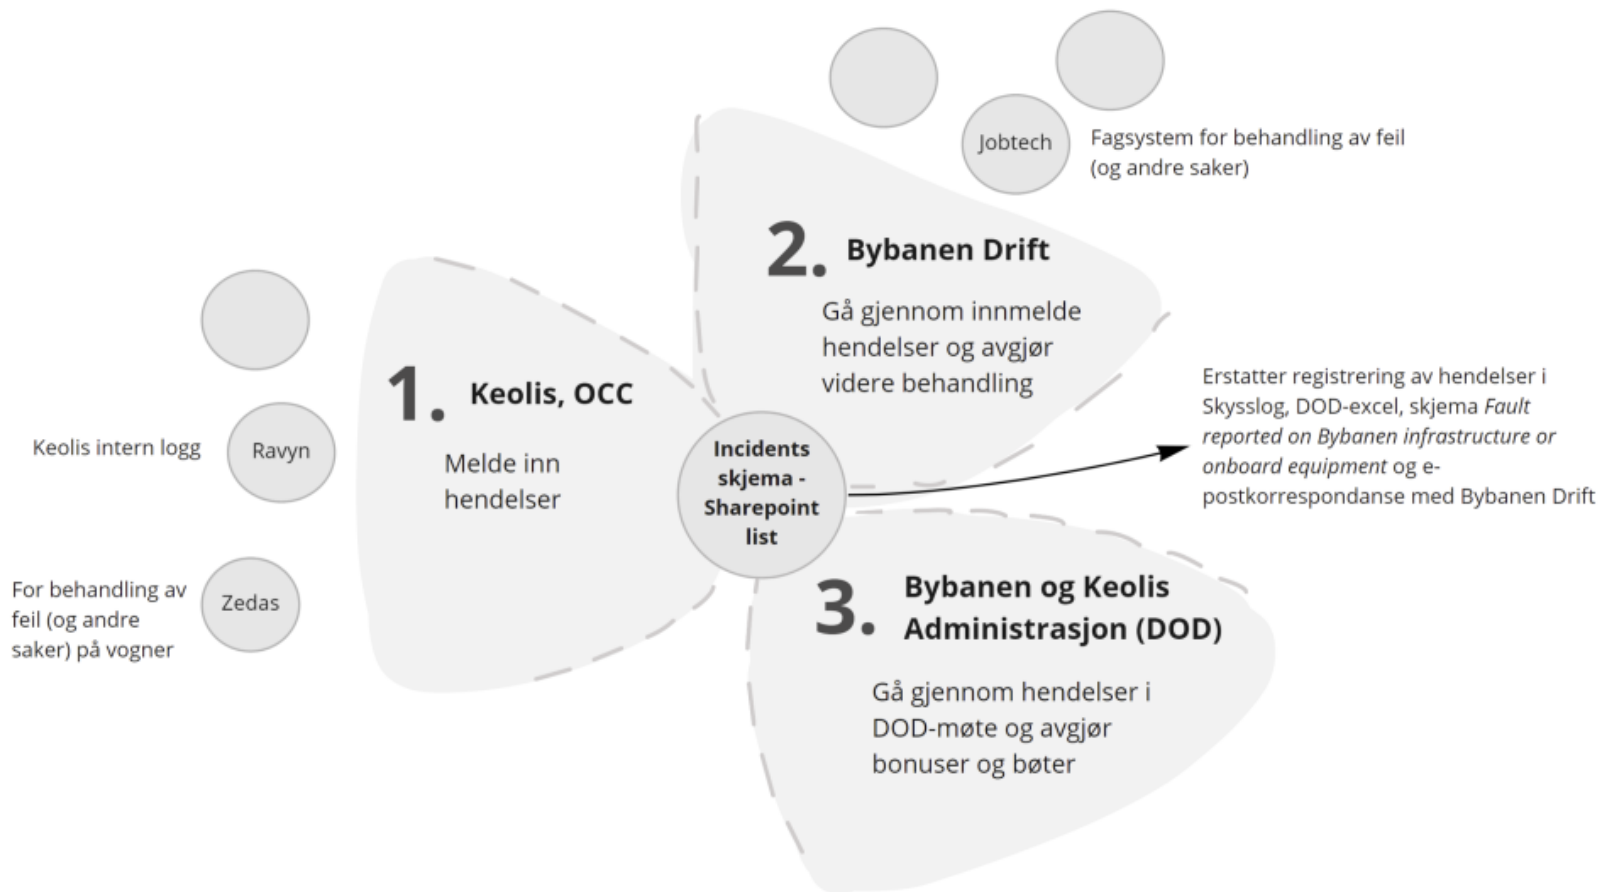 Jobtech
Fagsystem for behandling av feil
(og andre saker)
2. Bybanen Drift
Gå gjennom innmelde
hendelser og avgjør
videre behandling
1. Keolis, OCC
Melde inn
hendelser
Keolis intern logg
Ravyn
For behandling av
feil (og andre
saker) på vogner
Zedas
Incidents
skjema -
Sharepoint
list
Erstatter registrering av hendelser i
Skysslog, DOD-excel, skjema Fault
reported on Bybanen infrastructure or
onboard equipment og e-
postkorrespondanse med Bybanen Drift
3. Bybanen og Keolis
Administrasjon (DOD)
Gå gjennom hendelser i
DOD-møte og avgjør
bonuser og bøter